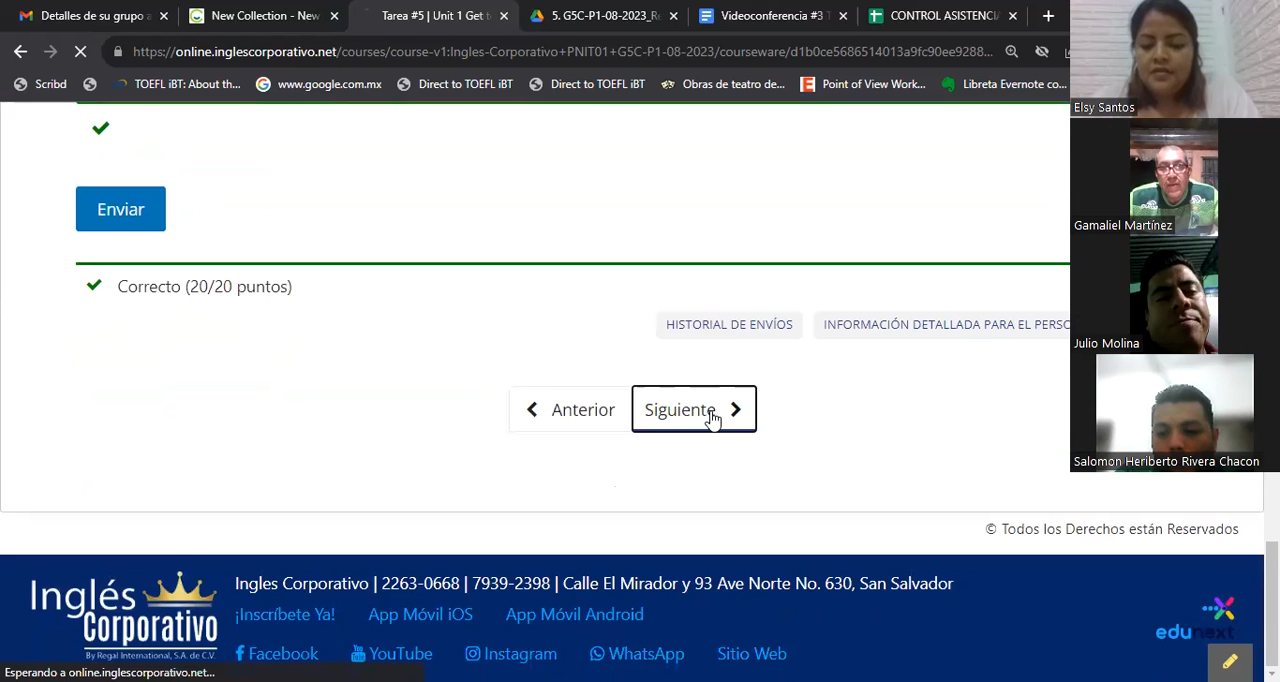 Detalles de su grupo a
New Collection - New
Tarea #5 | Unit 1 Get t
5. G5C-P1-08-2023_R
Videoconferencia #3 T
CONTROL ASISTENCIA
https://online.inglescorporativo.net/courses/course-v1:Ingles-Corporativo+PNIT01+G5C-P1-08-2023/courseware/d1b0ce5686514013a9fc90ee9288...
Scribd
TOEFL iBT: About th...
www.google.com.mx
Direct to TOEFL iBT
Direct to TOEFL iBT
Obras de teatro de...
Point of View Work...
Libreta Evernote co...
Elsy Santos
Gamaliel Martínez
Julio Molina
Salomon Heriberto Rivera Chacon
Enviar
Correcto (20/20 puntos)
HISTORIAL DE ENVÍOS
INFORMACIÓN DETALLADA PARA EL PERSO
Anterior
Siguiente
© Todos los Derechos están Reservados
Inglés
Corporativo
By Regal International, S.A. de C.V.
Ingles Corporativo | 2263-0668 | 7939-2398 | Calle El Mirador y 93 Ave Norte No. 630, San Salvador
¡Inscríbete Ya!
App Móvil iOS
App Móvil Android
Facebook
YouTube
Instagram
WhatsApp
Sitio Web
edunext
Esperando a online.inglescorporativo.net...